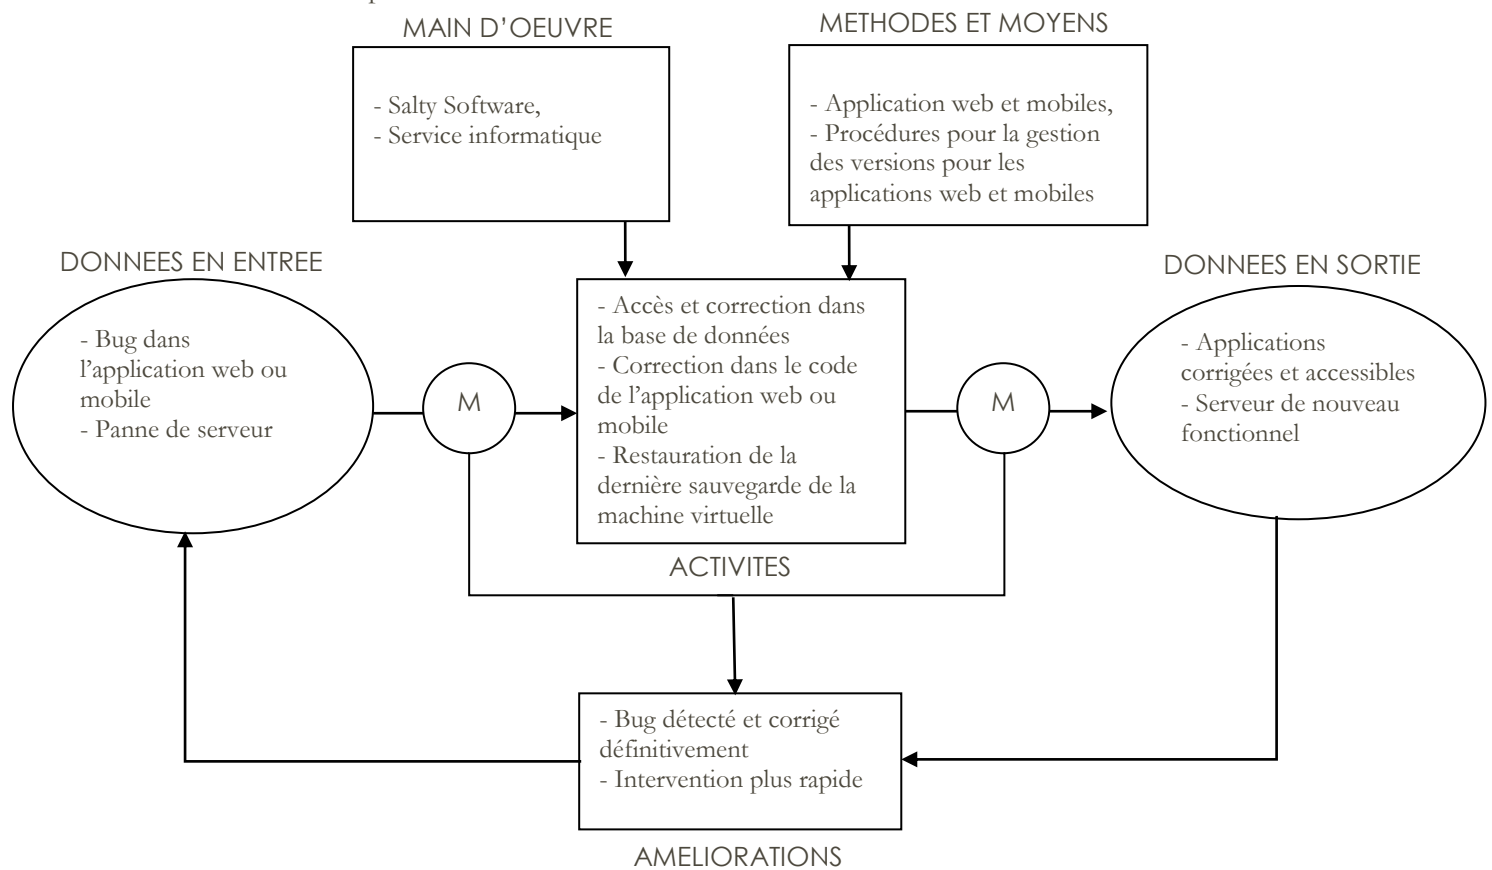 MAIN D'OEUVRE
- Salty Software,
- Service informatique
METHODES ET MOYENS
- Application web et mobiles,
- Procédures pour la gestion
des versions pour les
applications web et mobiles
DONNEES EN ENTREE
- Bug dans
l'application web ou
mobile
- Panne de serveur
M
- Accès et correction dans
la base de données
- Correction dans le code
de l'application web ou
mobile
- Restauration de la
dernière sauvegarde de la
machine virtuelle
ACTIVITES
M
DONNEES EN SORTIE
- Applications
corrigées et accessibles
- Serveur de nouveau
fonctionnel
- Bug détecté et corrigé
définitivement
- Intervention plus rapide
AMELIORATIONS